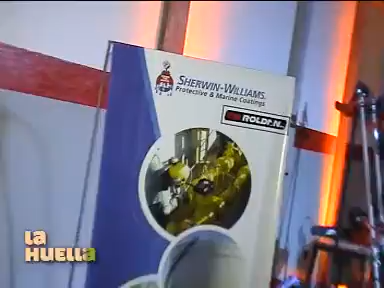 SHERWIN-WILLIAMS.
Protective & Marine Coatings
ROLDAN.
LA
HUELLA